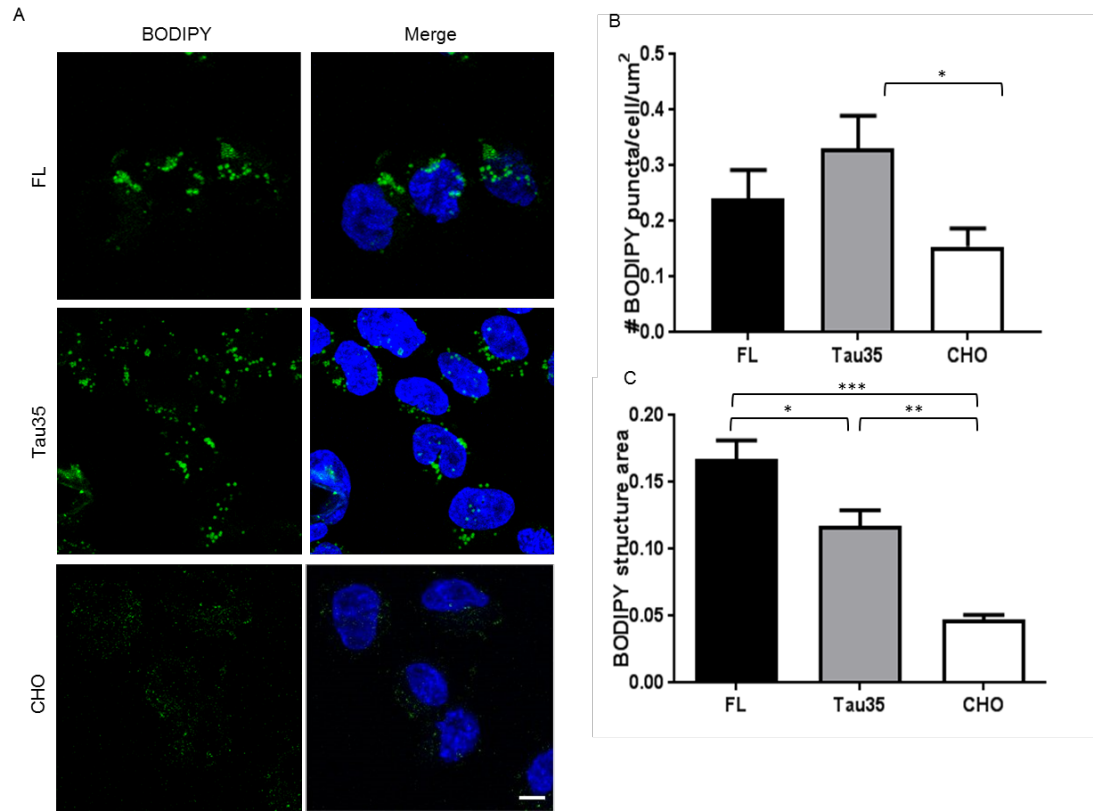 A
BODIPY
Merge
FL
Tau35
CHO
B
# BODIPY puncta/cell/um²
0.5
0.4
0.3
0.2
0.1
0.0
*
FL
Tau35
CHO
C
BODIPY structure area
0.20
0.15
0.10
0.05
0.00
***
*
**
FL
Tau35
CHO